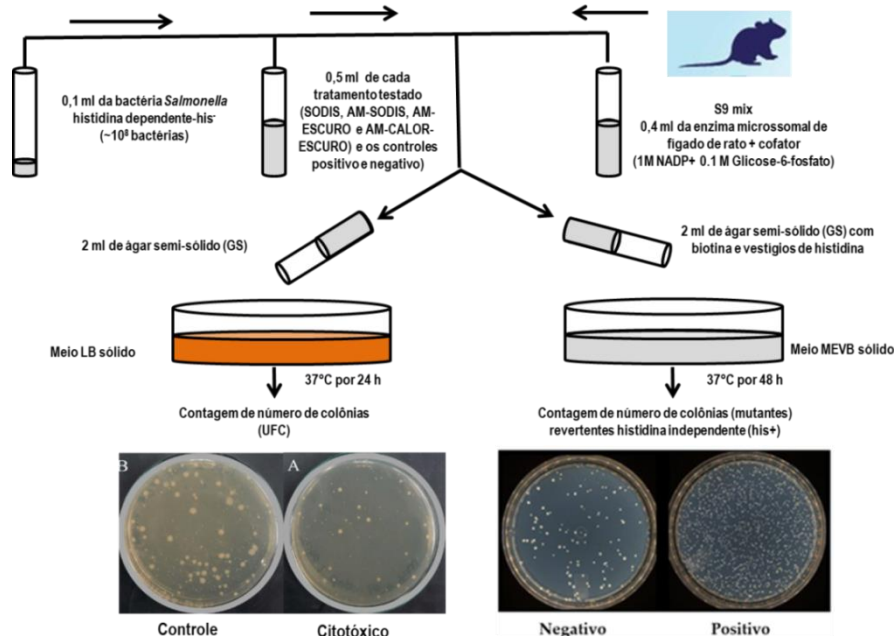 0,1 ml da bactéria Salmonella
histidina dependente-his-
(~10⁸ bactérias)
0,5 ml de cada
tratamento testado
(SODIS, AM-SODIS, AM-
ESCURO e AM-CALOR-
ESCURO) e os controles
positivo e negativo)
S9 mix
0,4 ml da enzima microssomal de
fígado de rato + cofator
(1M NADP+ 0.1 M Glicose-6-fosfato)
2 ml de ágar semi-sólido (GS)
2 ml de ágar semi-sólido (GS) com
biotina e vestígios de histidina
Meio LB sólido
Meio MEVB sólido
37°C por 24 h
37°C por 48 h
Contagem de número de colônias
(UFC)
Contagem de número de colônias (mutantes)
revertentes histidina independente (his+)
B
A
Controle
Citotóxico
Negativo
Positivo